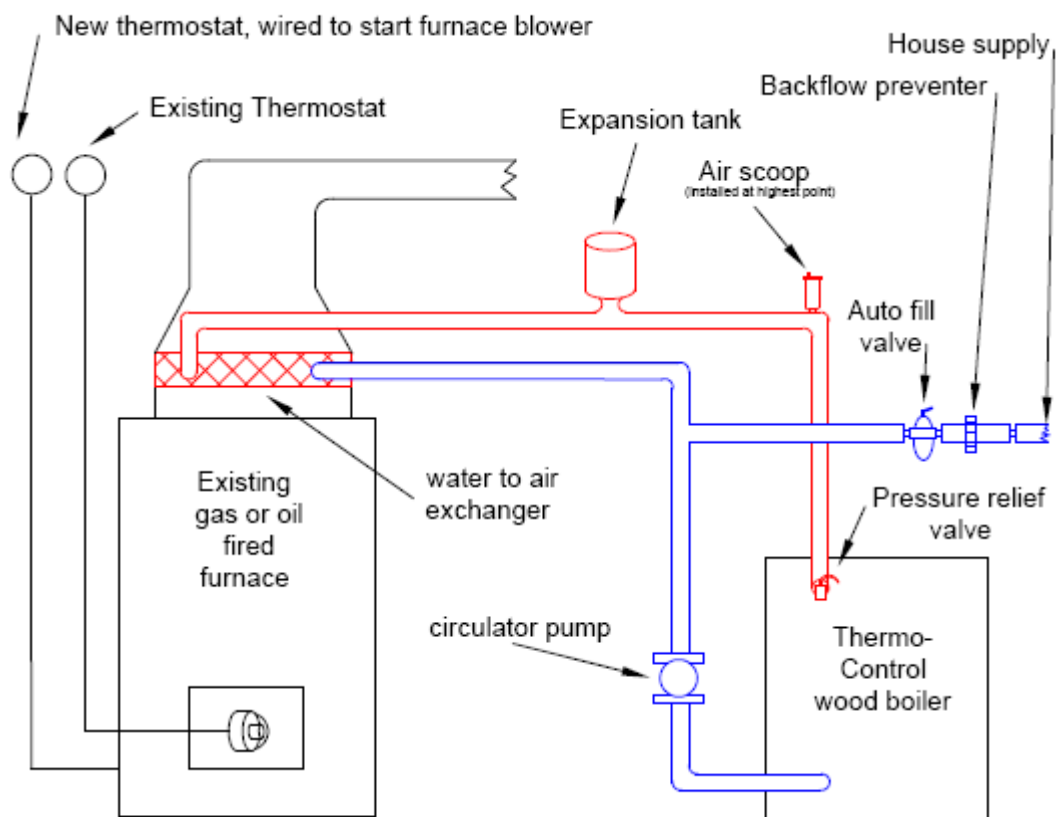 New thermostat, wired to start furnace blower
House supply
Backflow preventer
Existing Thermostat
Expansion tank
Air scoop
(installed at highest point)
Auto fill
valve
water to air
exchanger
Existing
gas or oil
fired
furnace
Pressure relief
valve
circulator pump
Thermo-
Control
wood boiler